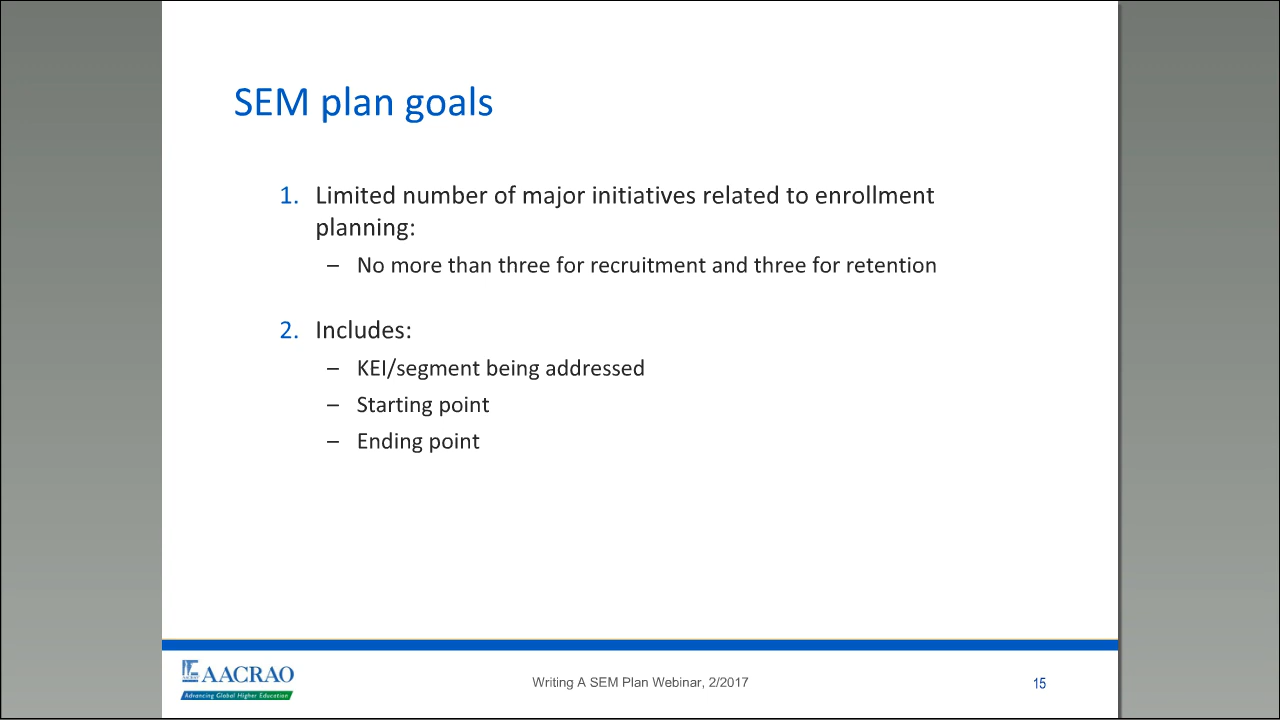 SEM plan goals
1. Limited number of major initiatives related to enrollment
planning:
– No more than three for recruitment and three for retention
2. Includes:
– KEI/segment being addressed
– Starting point
– Ending point
AACRAO
Advancing Global Higher Education
Writing A SEM Plan Webinar, 2/2017
15